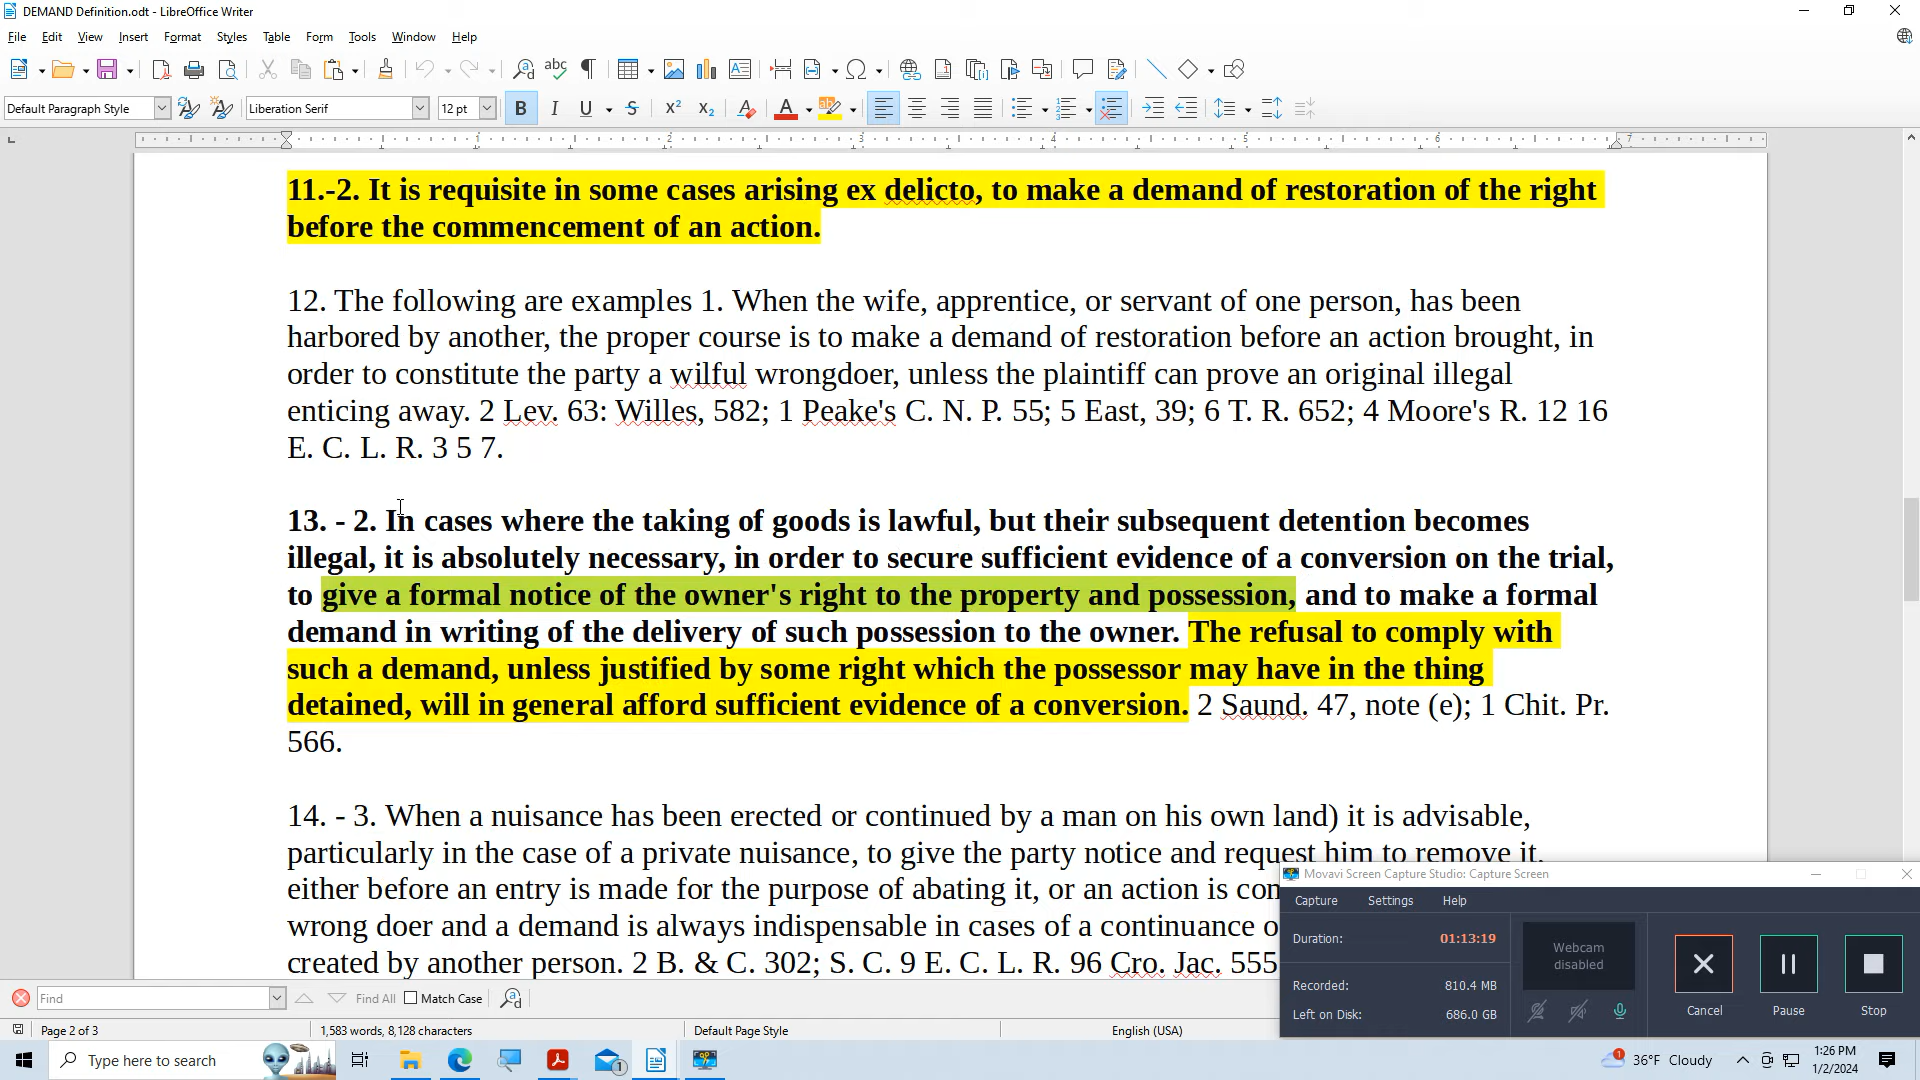 DEMAND Definition.odt - LibreOffice Writer
File Edit View Insert Format Styles Table Form Tools Window Help
Default Paragraph Style Liberation Serif 12 pt
1 2 3 4 5 6 7
11.-2. It is requisite in some cases arising ex delicto, to make a demand of restoration of the right
before the commencement of an action.
12. The following are examples 1. When the wife, apprentice, or servant of one person, has been
harbored by another, the proper course is to make a demand of restoration before an action brought, in
order to constitute the party a wilful wrongdoer, unless the plaintiff can prove an original illegal
enticing away. 2 Lev. 63: Willes, 582; 1 Peake's C. N. P. 55; 5 East, 39; 6 T. R. 652; 4 Moore's R. 12 16
E. C. L. R. 3 5 7.
13. - 2. In cases where the taking of goods is lawful, but their subsequent detention becomes
illegal, it is absolutely necessary, in order to secure sufficient evidence of a conversion on the trial,
to give a formal notice of the owner's right to the property and possession, and to make a formal
demand in writing of the delivery of such possession to the owner. The refusal to comply with
such a demand, unless justified by some right which the possessor may have in the thing
detained, will in general afford sufficient evidence of a conversion. 2 Saund. 47, note (e); 1 Chit. Pr.
566.
14. - 3. When a nuisance has been erected or continued by a man on his own land) it is advisable,
particularly in the case of a private nuisance, to give the party notice and request him to remove it,
either before an entry is made for the purpose of abating it, or an action is com
wrong doer and a demand is always indispensable in cases of a continuance o
created by another person. 2 B. & C. 302; S. C. 9 E. C. L. R. 96 Cro. Jac. 555
Movavi Screen Capture Studio: Capture Screen
Capture Settings Help
Duration: 01:13:19
Webcam
disabled
Recorded: 810.4 MB
Left on Disk: 686.0 GB
Cancel Pause Stop
Find Find All Match Case
Page 2 of 3 1,583 words, 8,128 characters Default Page Style English (USA)
Type here to search 1 1 36°F Cloudy 1:26 PM
1/2/2024